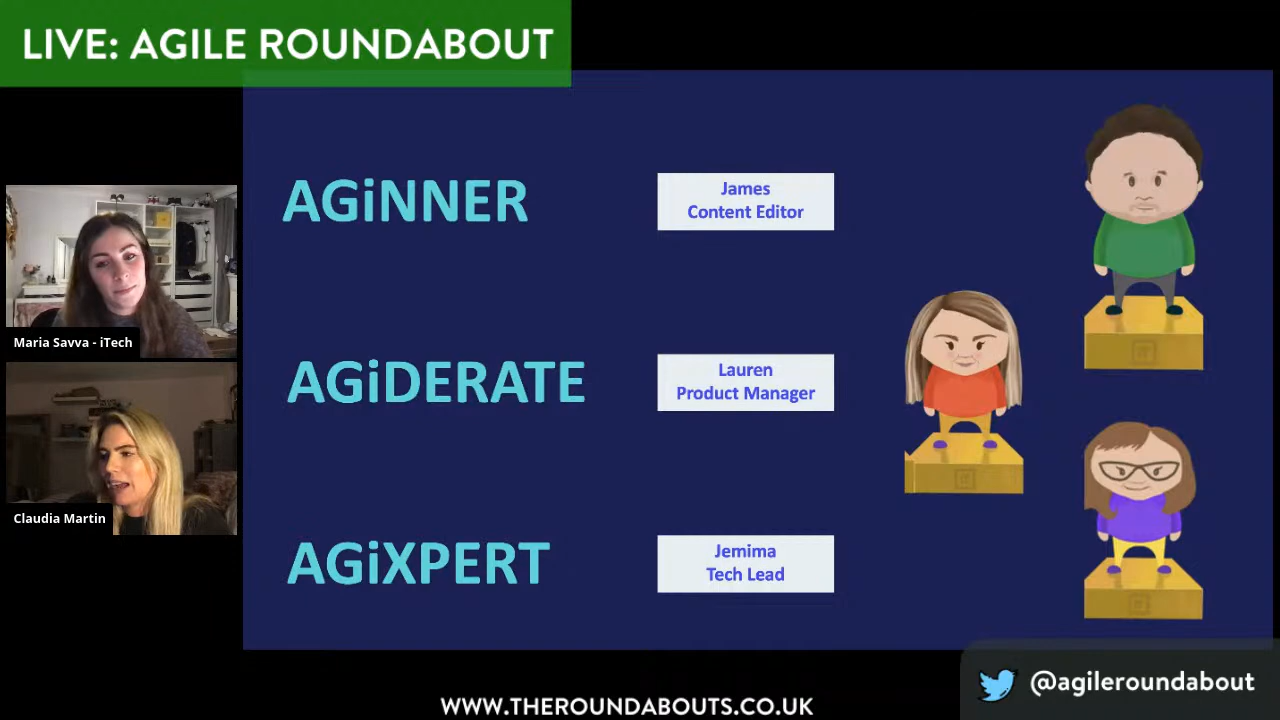 LIVE: AGILE ROUNDABOUT
AGiNNER
James
Content Editor
Maria Savva - iTech
AGiDERATE
Lauren
Product Manager
Claudia Martin
AGiXPERT
Jemima
Tech Lead
@agileroundabout
WWW.THEROUNDABOUTS.CO.UK